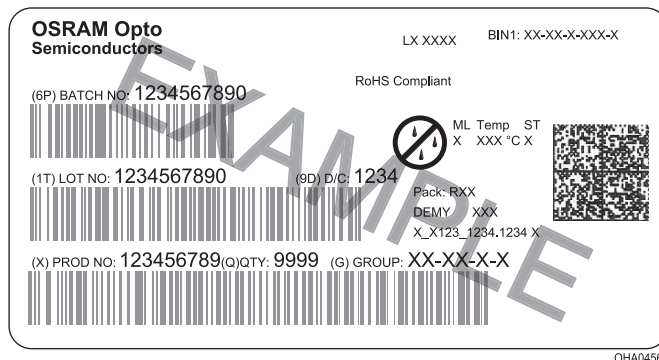 OSRAM Opto
Semiconductors
LX XXXX
BIN1: XX-XX-X-XXX-X
RoHS Compliant
(6P) BATCH NO: 1234567890
ML Temp ST
X XXX °C X
(1T) LOT NO: 1234567890
(9D) D/C: 1234
Pack: RXX
DEMY XXX
X_X123_1234.1234 X
(X) PROD NO: 123456789(Q)QTY: 9999
(G) GROUP: XX-XX-X-X
EXAMPLE